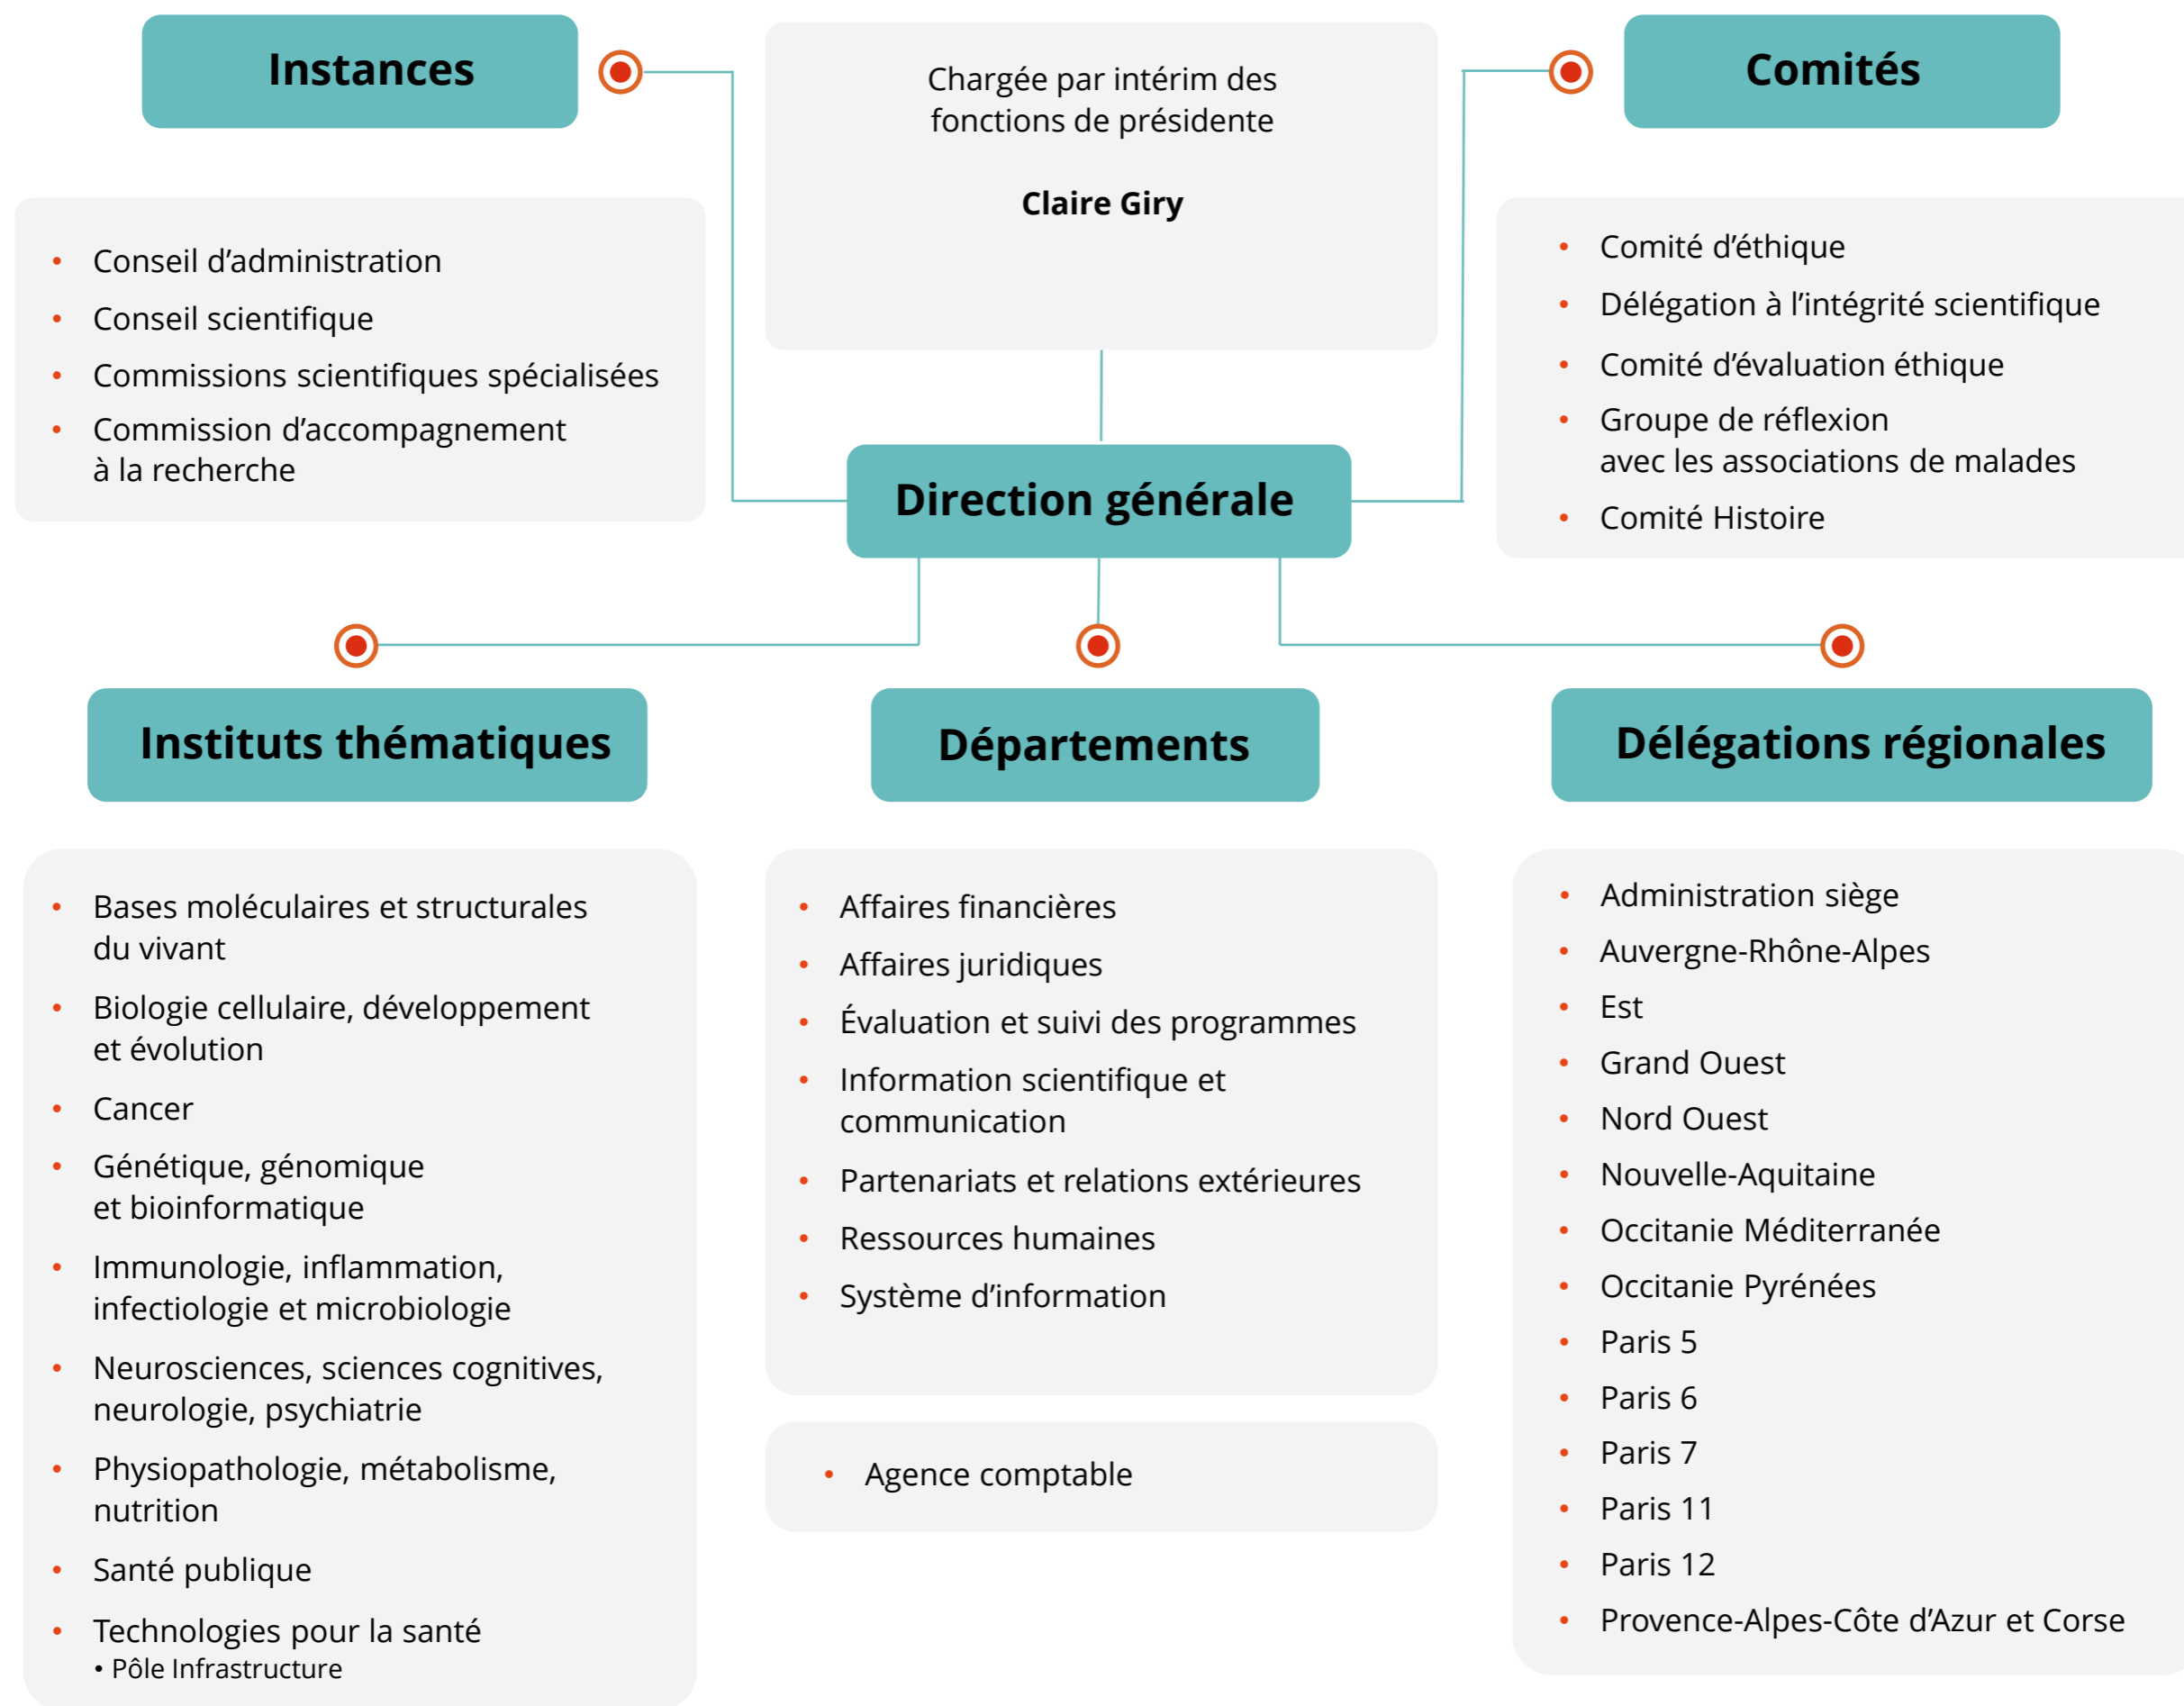 Instances
• Conseil d’administration
• Conseil scientifique
• Commissions scientifiques spécialisées
• Commission d’accompagnement
à la recherche
Chargée par intérim des
fonctions de présidente
Claire Giry
Comités
• Comité d’éthique
• Délégation à l’intégrité scientifique
• Comité d’évaluation éthique
• Groupe de réflexion
avec les associations de malades
• Comité Histoire
Direction générale
Instituts thématiques
• Bases moléculaires et structurales
du vivant
• Biologie cellulaire, développement
et évolution
• Cancer
• Génétique, génomique
et bioinformatique
• Immunologie, inflammation,
infectiologie et microbiologie
• Neurosciences, sciences cognitives,
neurologie, psychiatrie
• Physiopathologie, métabolisme,
nutrition
• Santé publique
• Technologies pour la santé
• Pôle Infrastructure
Départements
• Affaires financières
• Affaires juridiques
• Évaluation et suivi des programmes
• Information scientifique et
communication
• Partenariats et relations extérieures
• Ressources humaines
• Système d’information
• Agence comptable
Délégations régionales
• Administration siège
• Auvergne-Rhône-Alpes
• Est
• Grand Ouest
• Nord Ouest
• Nouvelle-Aquitaine
• Occitanie Méditerranée
• Occitanie Pyrénées
• Paris 5
• Paris 6
• Paris 7
• Paris 11
• Paris 12
• Provence-Alpes-Côte d’Azur et Corse